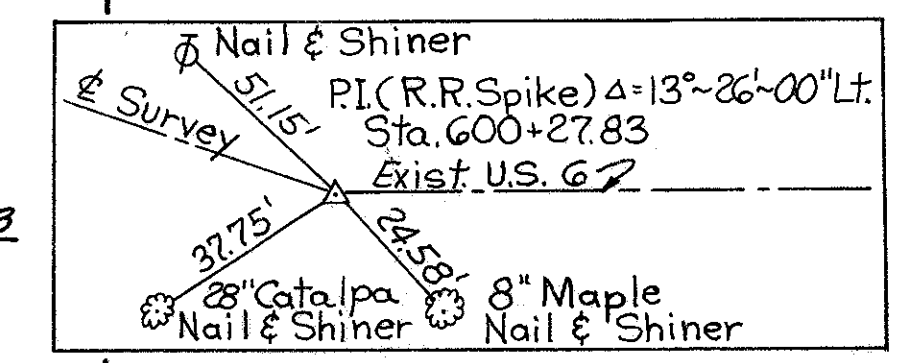 Nail & Shiner
51.15'
℄ Survey
P.I.(R.R.Spike) Δ=13°~26'~00"Lt.
Sta.600+27.83
Exist. U.S. 6
3
37.75'
24.58'
28" Catalpa
Nail & Shiner
8" Maple
Nail & Shiner